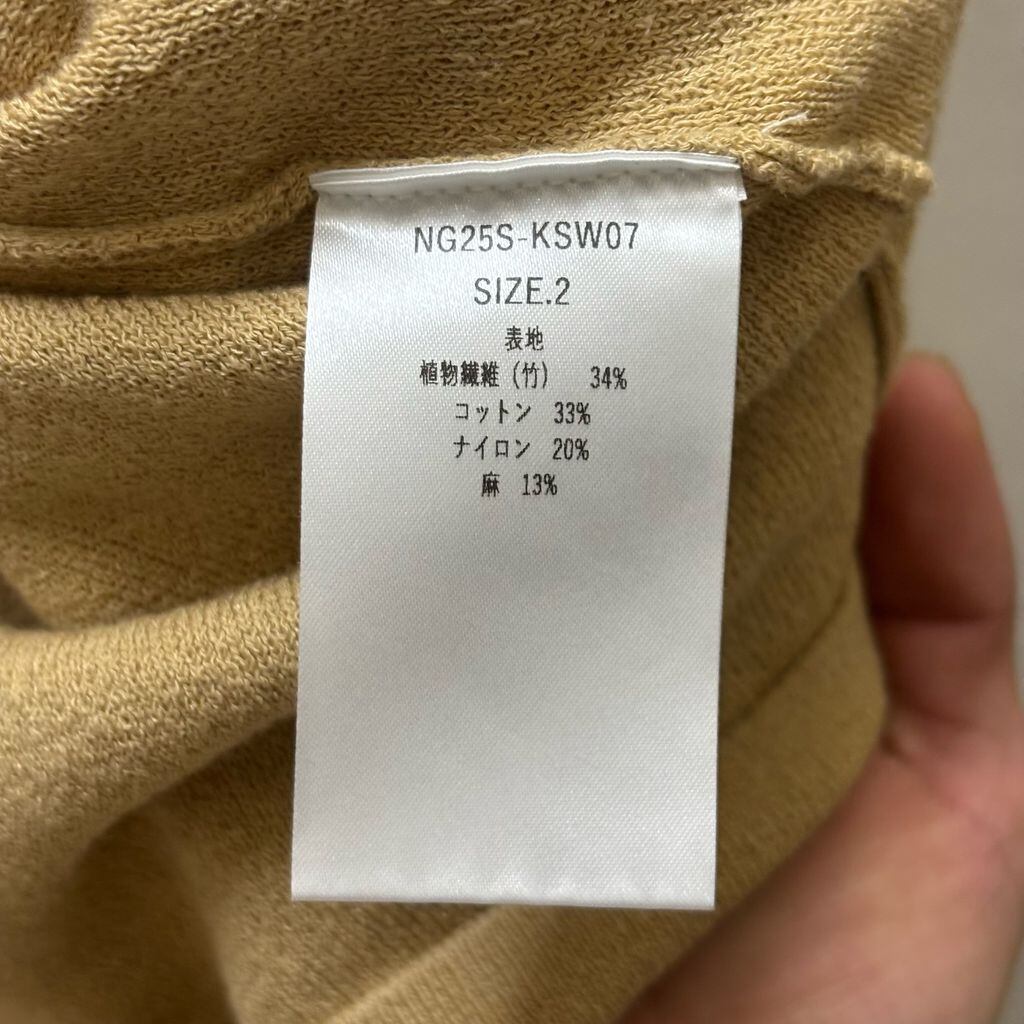 NG25S-KSW07
SIZE.2
表地
植物繊維(竹) 34%
コットン 33%
ナイロン 20%
麻 13%